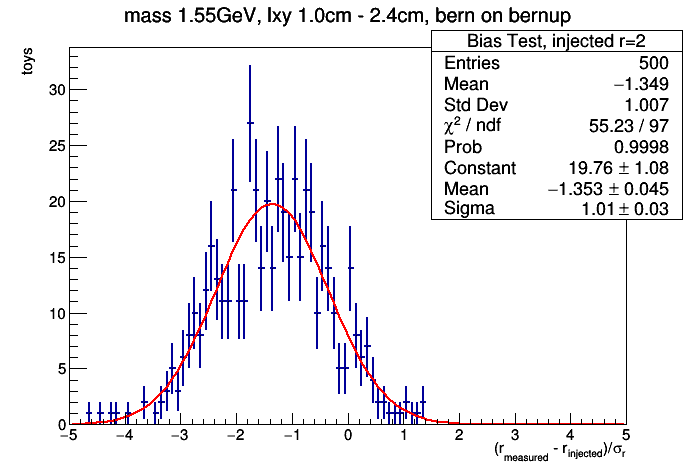 mass 1.55GeV, lxy 1.0cm - 2.4cm, bern on bernup
toys
Bias Test, injected r=2
Entries 500
Mean −1.349
Std Dev 1.007
χ² / ndf 55.23 / 97
Prob 0.9998
Constant 19.76 ± 1.08
Mean −1.353 ± 0.045
Sigma 1.01 ± 0.03
30
25
20
15
10
5
0
−5 −4 −3 −2 −1 0 1 2 3 4 5
(r_measured - r_injected)/σ_r